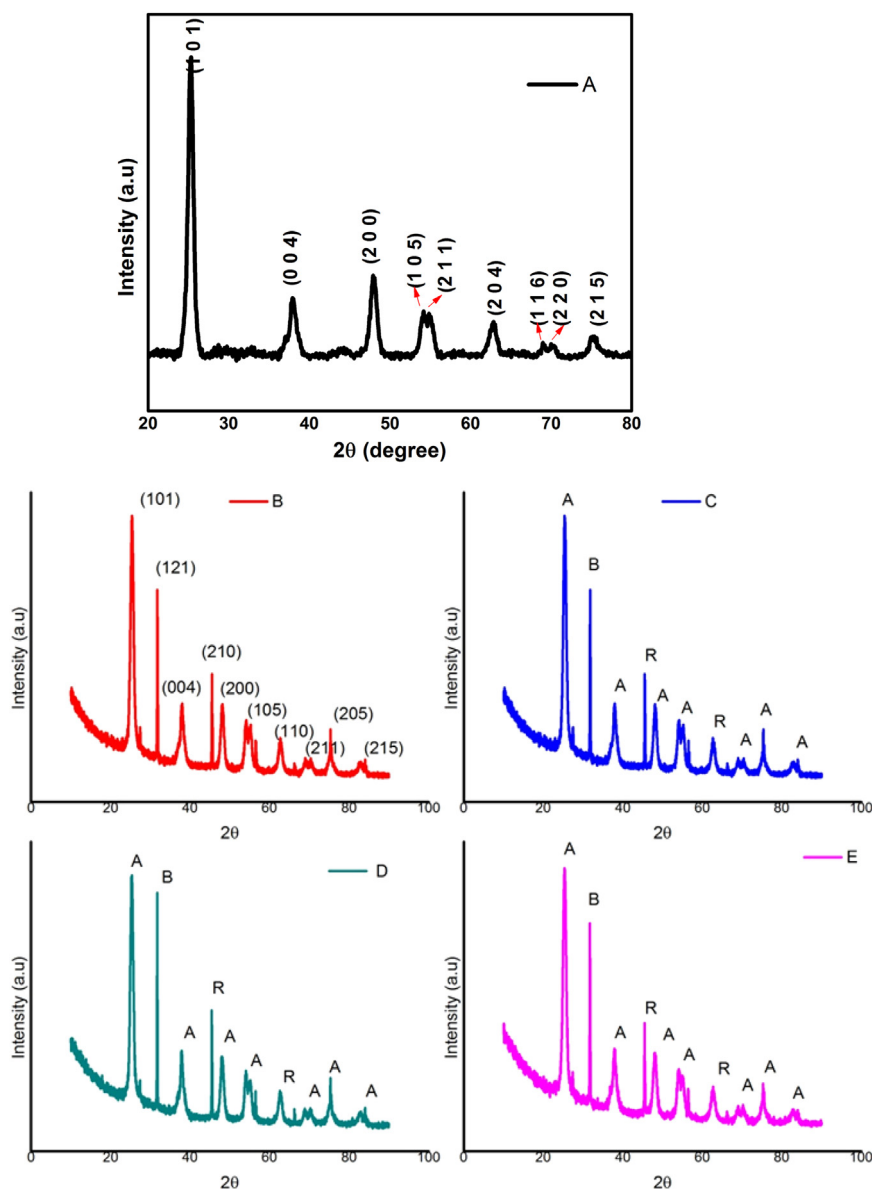 (1 0 1)
A
(0 0 4)
(2 0 0)
(1 0 5)
(2 1 1)
(2 0 4)
(1 1 6)
(2 2 0)
(2 1 5)
Intensity (a.u)
20 30 40 50 60 70 80
2θ (degree)
(101)
B
(121)
(210)
(004)
(200)
(105)
(110)
(211)
(205)
(215)
Intensity (a.u)
0 20 40 60 80 100
2θ
A
C
B
R
A
A
A
R
A
A
A
Intensity (a.u)
0 20 40 60 80 100
2θ
A
D
B
R
A
A
A
R
A
A
A
Intensity (a.u)
0 20 40 60 80 100
2θ
A
E
B
R
A
A
A
R
A
A
A
Intensity (a.u)
0 20 40 60 80 100
2θ